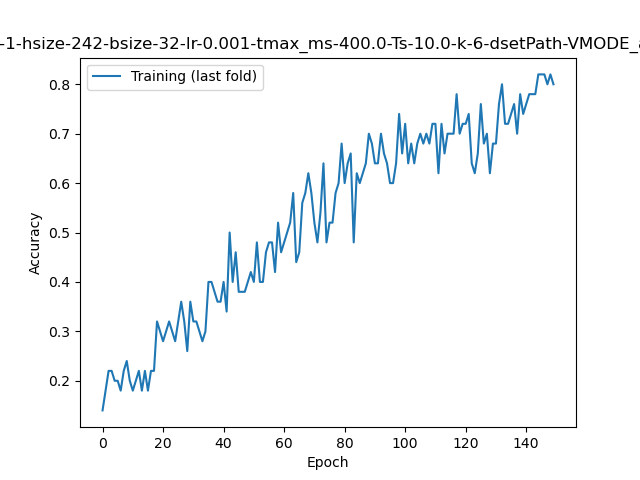 -1-hsize-242-bsize-32-lr-0.001-tmax_ms-400.0-Ts-10.0-k-6-dsetPath-VMODE_
Training (last fold)
Accuracy
0.8
0.7
0.6
0.5
0.4
0.3
0.2
0 20 40 60 80 100 120 140
Epoch